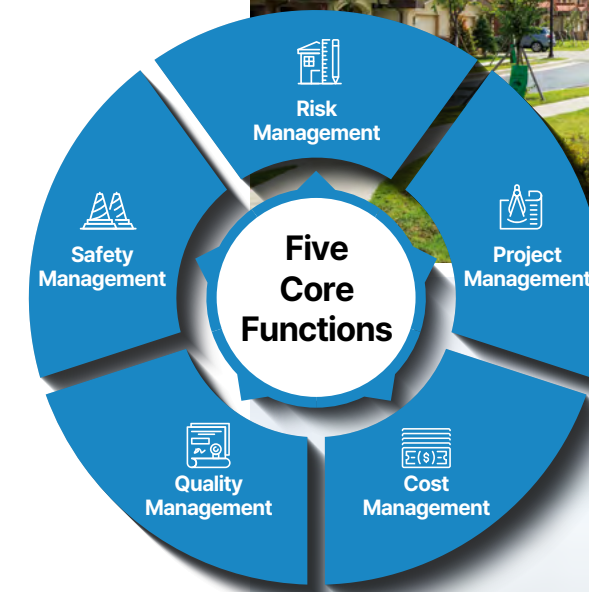 Risk
Management
Safety
Management
Five
Core
Functions
Project
Management
Quality
Management
Cost
Management